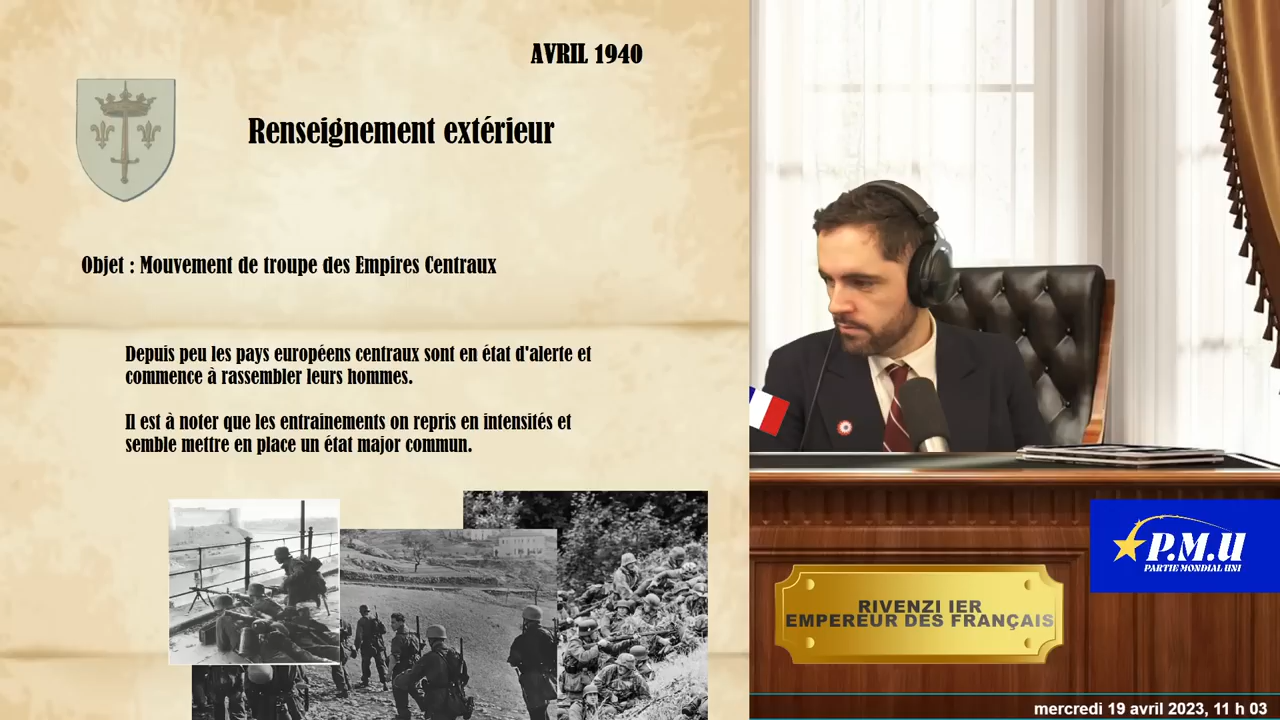 AVRIL 1940
Renseignement extérieur
Objet : Mouvement de troupe des Empires Centraux
Depuis peu les pays européens centraux sont en état d'alerte et
commence à rassembler leurs hommes.
Il est à noter que les entrainements on repris en intensités et
semble mettre en place un état major commun.
P.M.U
PARTIE MONDIAL UNI
RIVENZI IER
EMPEREUR DES FRANÇAIS
mercredi 19 avril 2023, 11 h 03